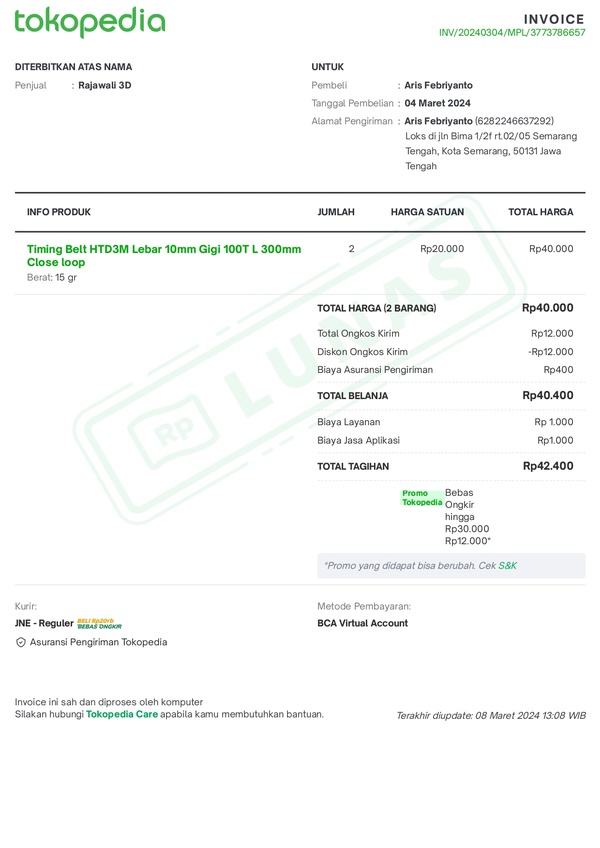 tokopedia
INVOICE
INV/20240304/MPL/3773786657
DITERBITKAN ATAS NAMA
Penjual : Rajawali 3D
UNTUK
Pembeli : Aris Febriyanto
Tanggal Pembelian : 04 Maret 2024
Alamat Pengiriman : Aris Febriyanto (6282246637292)
Loks di jln Bima 1/2f rt.02/05 Semarang
Tengah, Kota Semarang, 50131 Jawa
Tengah
INFO PRODUK JUMLAH HARGA SATUAN TOTAL HARGA
Timing Belt HTD3M Lebar 10mm Gigi 100T L 300mm 2 Rp20.000 Rp40.000
Close loop
Berat: 15 gr
RP LUNAS
TOTAL HARGA (2 BARANG) Rp40.000
Total Ongkos Kirim Rp12.000
Diskon Ongkos Kirim -Rp12.000
Biaya Asuransi Pengiriman Rp400
TOTAL BELANJA Rp40.400
Biaya Layanan Rp 1.000
Biaya Jasa Aplikasi Rp1.000
TOTAL TAGIHAN Rp42.400
Promo
Tokopedia
Bebas
Ongkir
hingga
Rp30.000
Rp12.000*
*Promo yang didapat bisa berubah. Cek S&K
Kurir:
JNE - Reguler BELI Rp20rb
BEBAS ONGKIR
Asuransi Pengiriman Tokopedia
Metode Pembayaran:
BCA Virtual Account
Invoice ini sah dan diproses oleh komputer
Silakan hubungi Tokopedia Care apabila kamu membutuhkan bantuan.
Terakhir diupdate: 08 Maret 2024 13:08 WIB